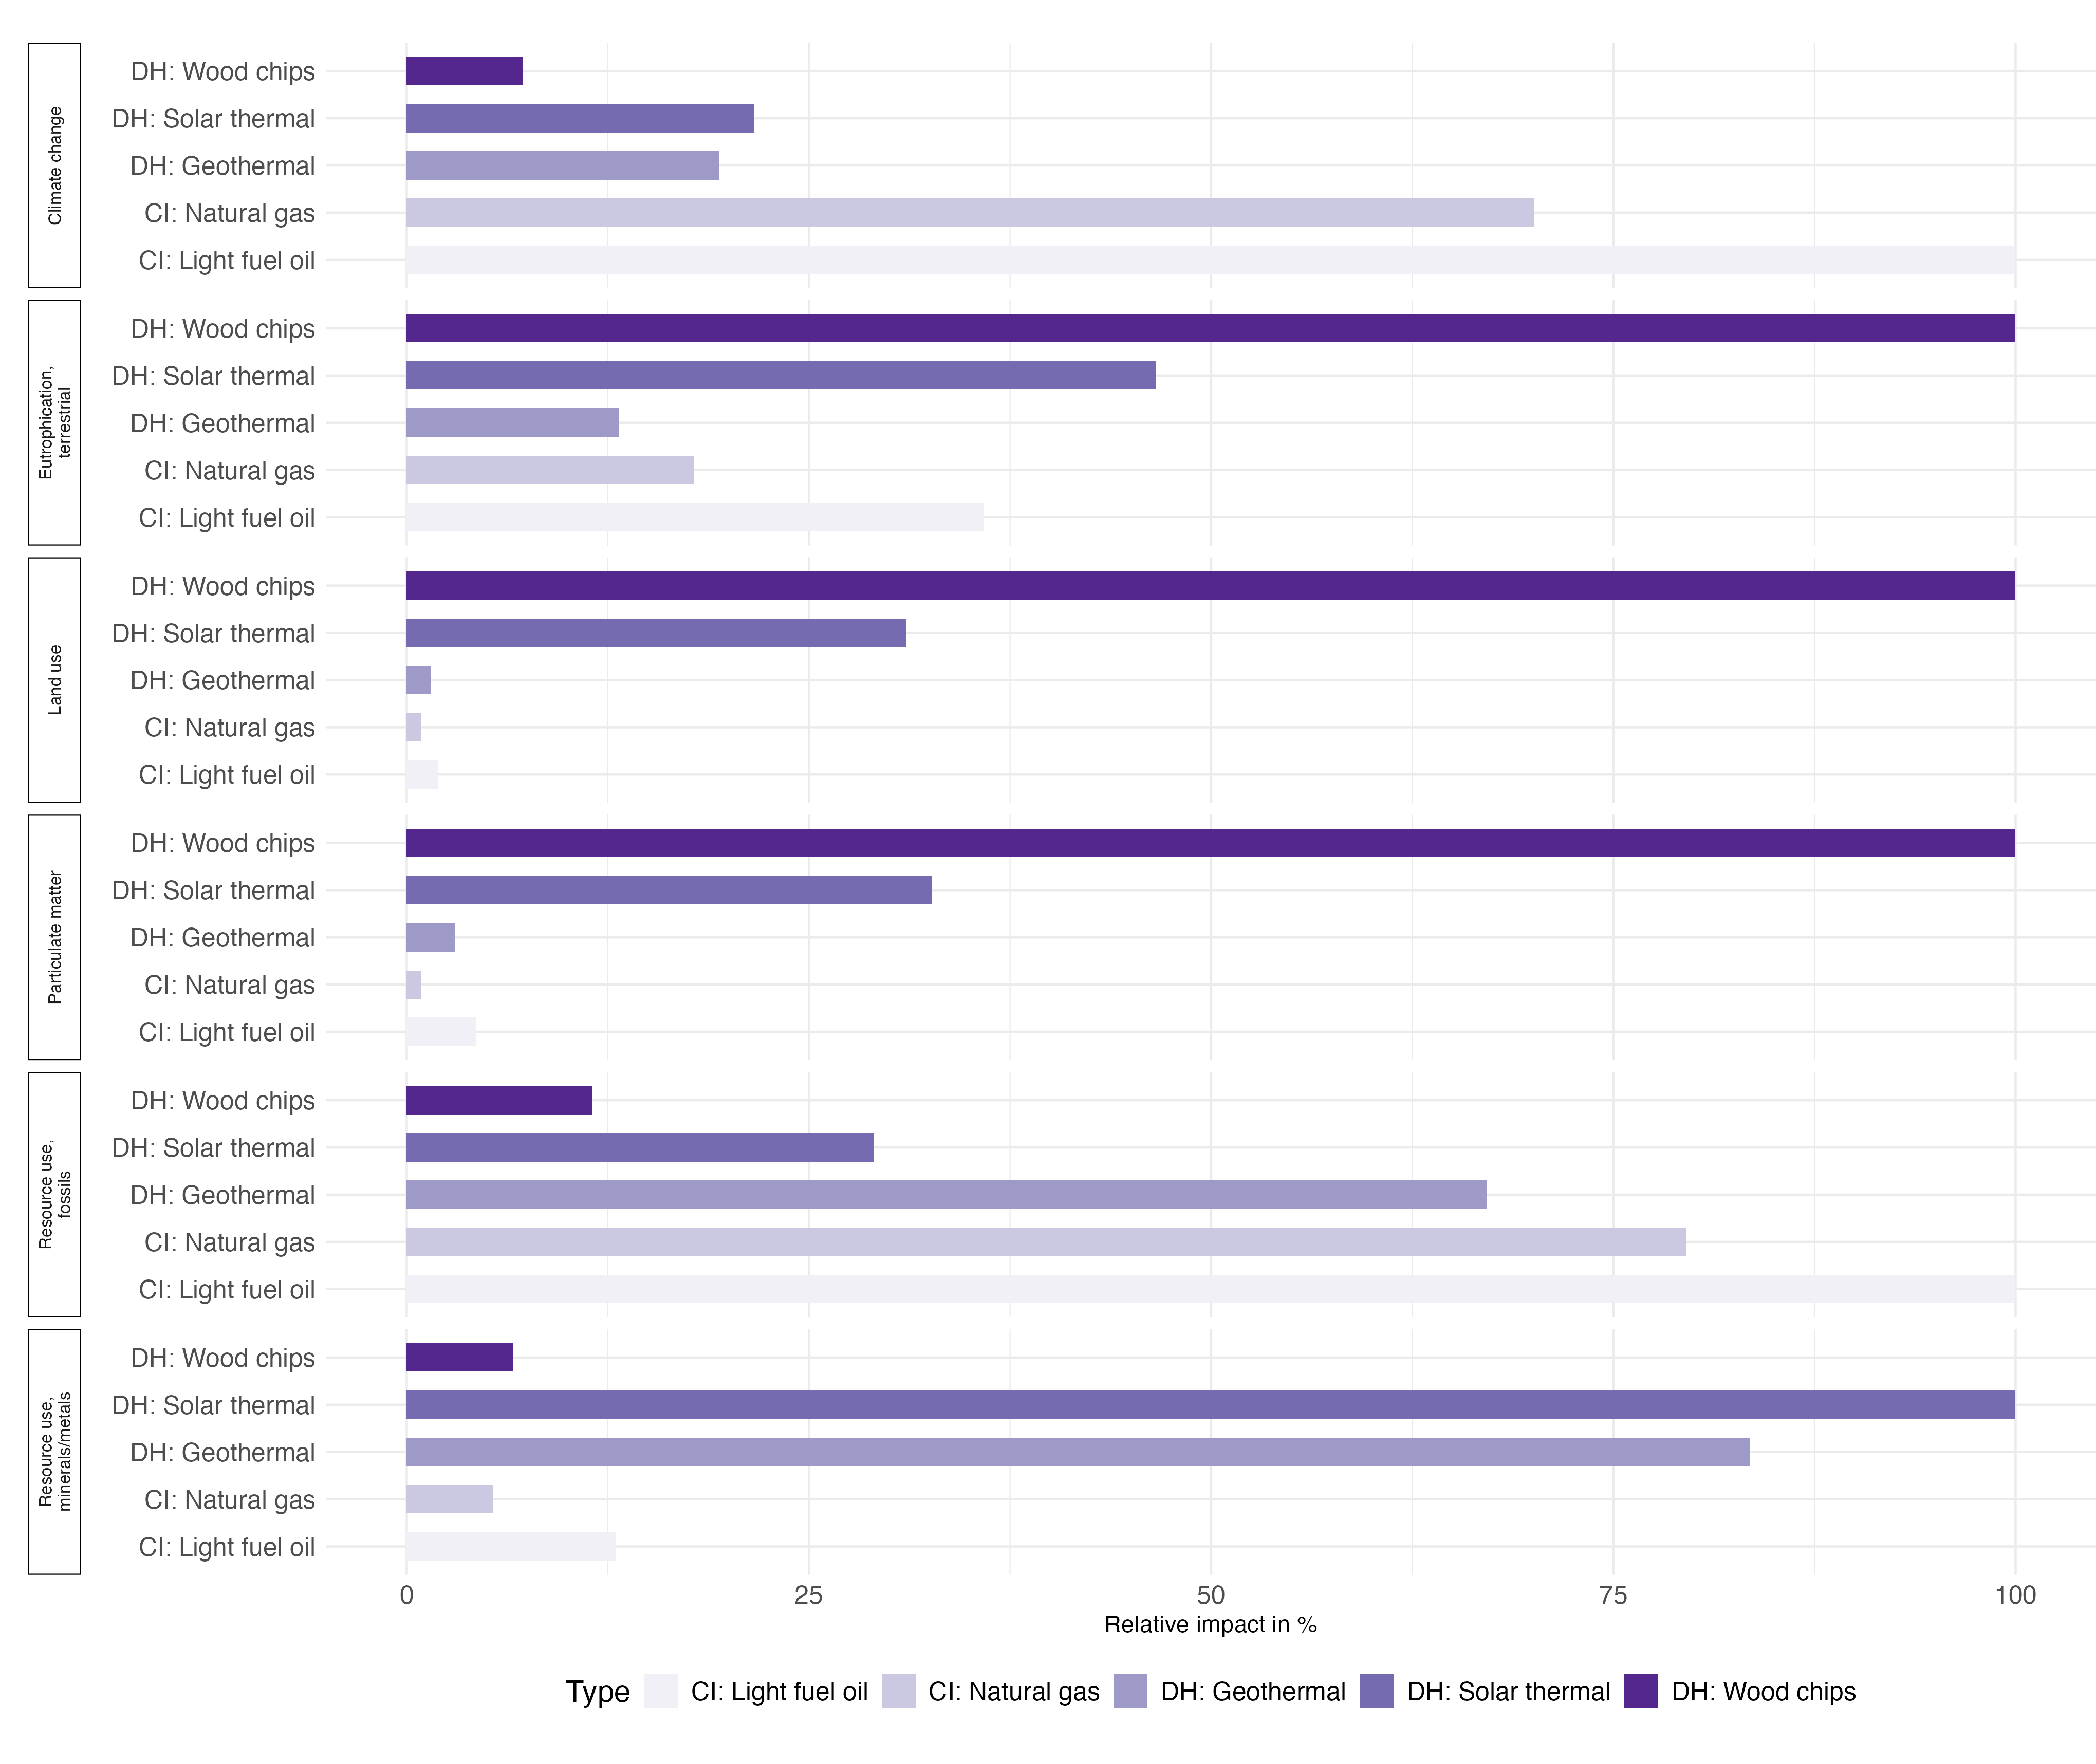 Climate change
DH: Wood chips
DH: Solar thermal
DH: Geothermal
CI: Natural gas
CI: Light fuel oil
Eutrophication,
terrestrial
DH: Wood chips
DH: Solar thermal
DH: Geothermal
CI: Natural gas
CI: Light fuel oil
Land use
DH: Wood chips
DH: Solar thermal
DH: Geothermal
CI: Natural gas
CI: Light fuel oil
Particulate matter
DH: Wood chips
DH: Solar thermal
DH: Geothermal
CI: Natural gas
CI: Light fuel oil
Resource use,
fossils
DH: Wood chips
DH: Solar thermal
DH: Geothermal
CI: Natural gas
CI: Light fuel oil
Resource use,
minerals/metals
DH: Wood chips
DH: Solar thermal
DH: Geothermal
CI: Natural gas
CI: Light fuel oil
0 25 50 75 100
Relative impact in %
Type CI: Light fuel oil CI: Natural gas DH: Geothermal DH: Solar thermal DH: Wood chips